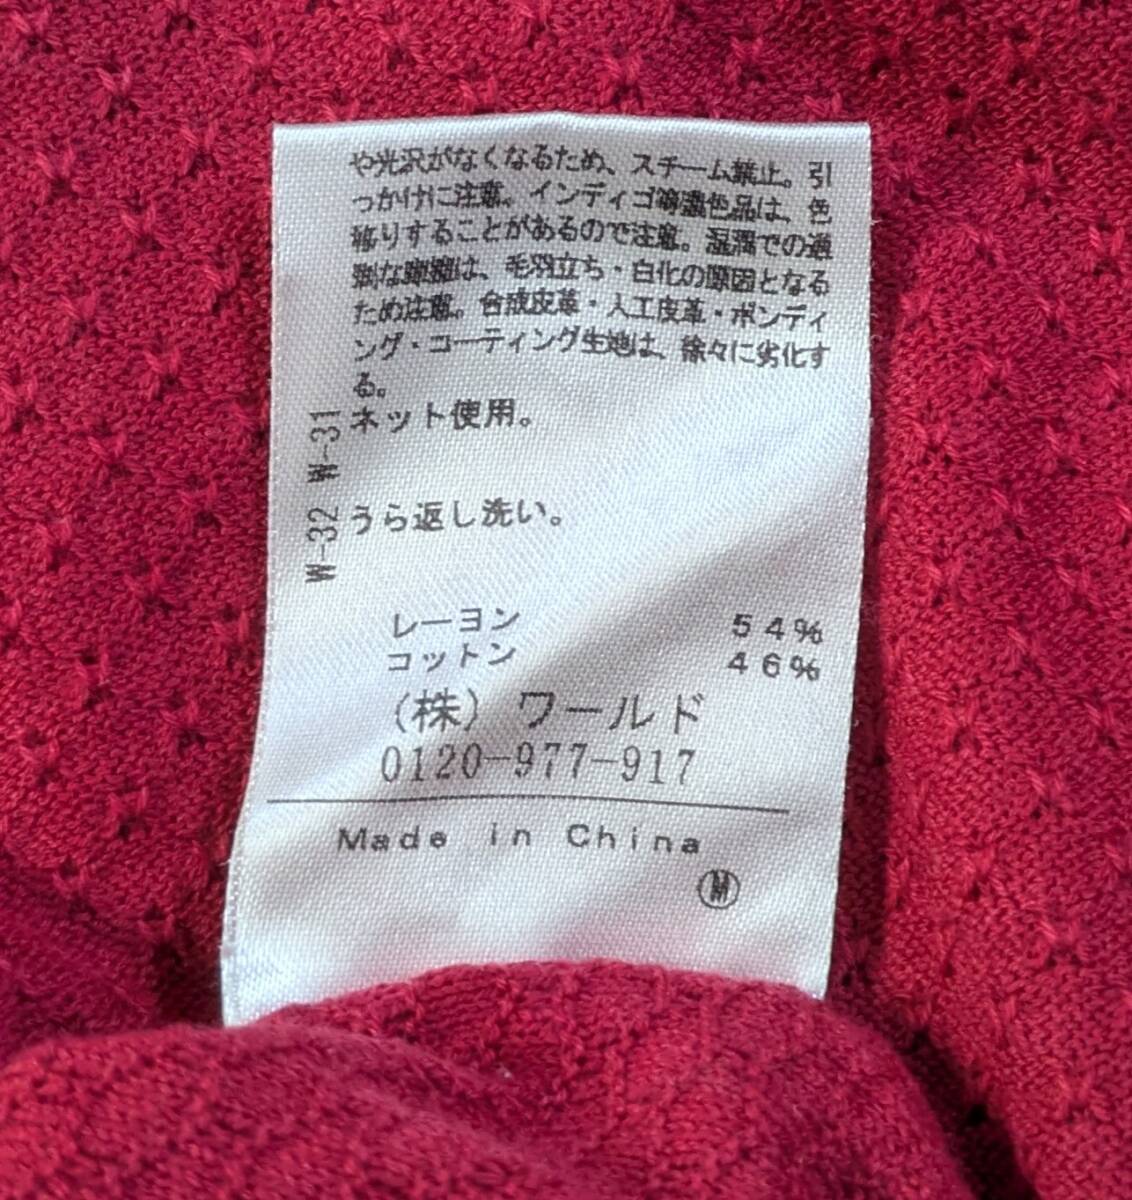 や光沢がなくなるため、スチーム禁止。引
っかけに注意。インディゴ等濃色品は、色
移りすることがあるので注意。湿潤での過
剰な摩擦は、毛羽立ち・白化の原因となる
ため注意。合成皮革・人工皮革・ボンディ
ング・コーティング生地は、徐々に劣化す
る。
W-31 ネット使用。
W-32 うら返し洗い。
レーヨン 54%
コットン 46%
(株) ワールド
0120-977-917
Made in China
Ⓜ